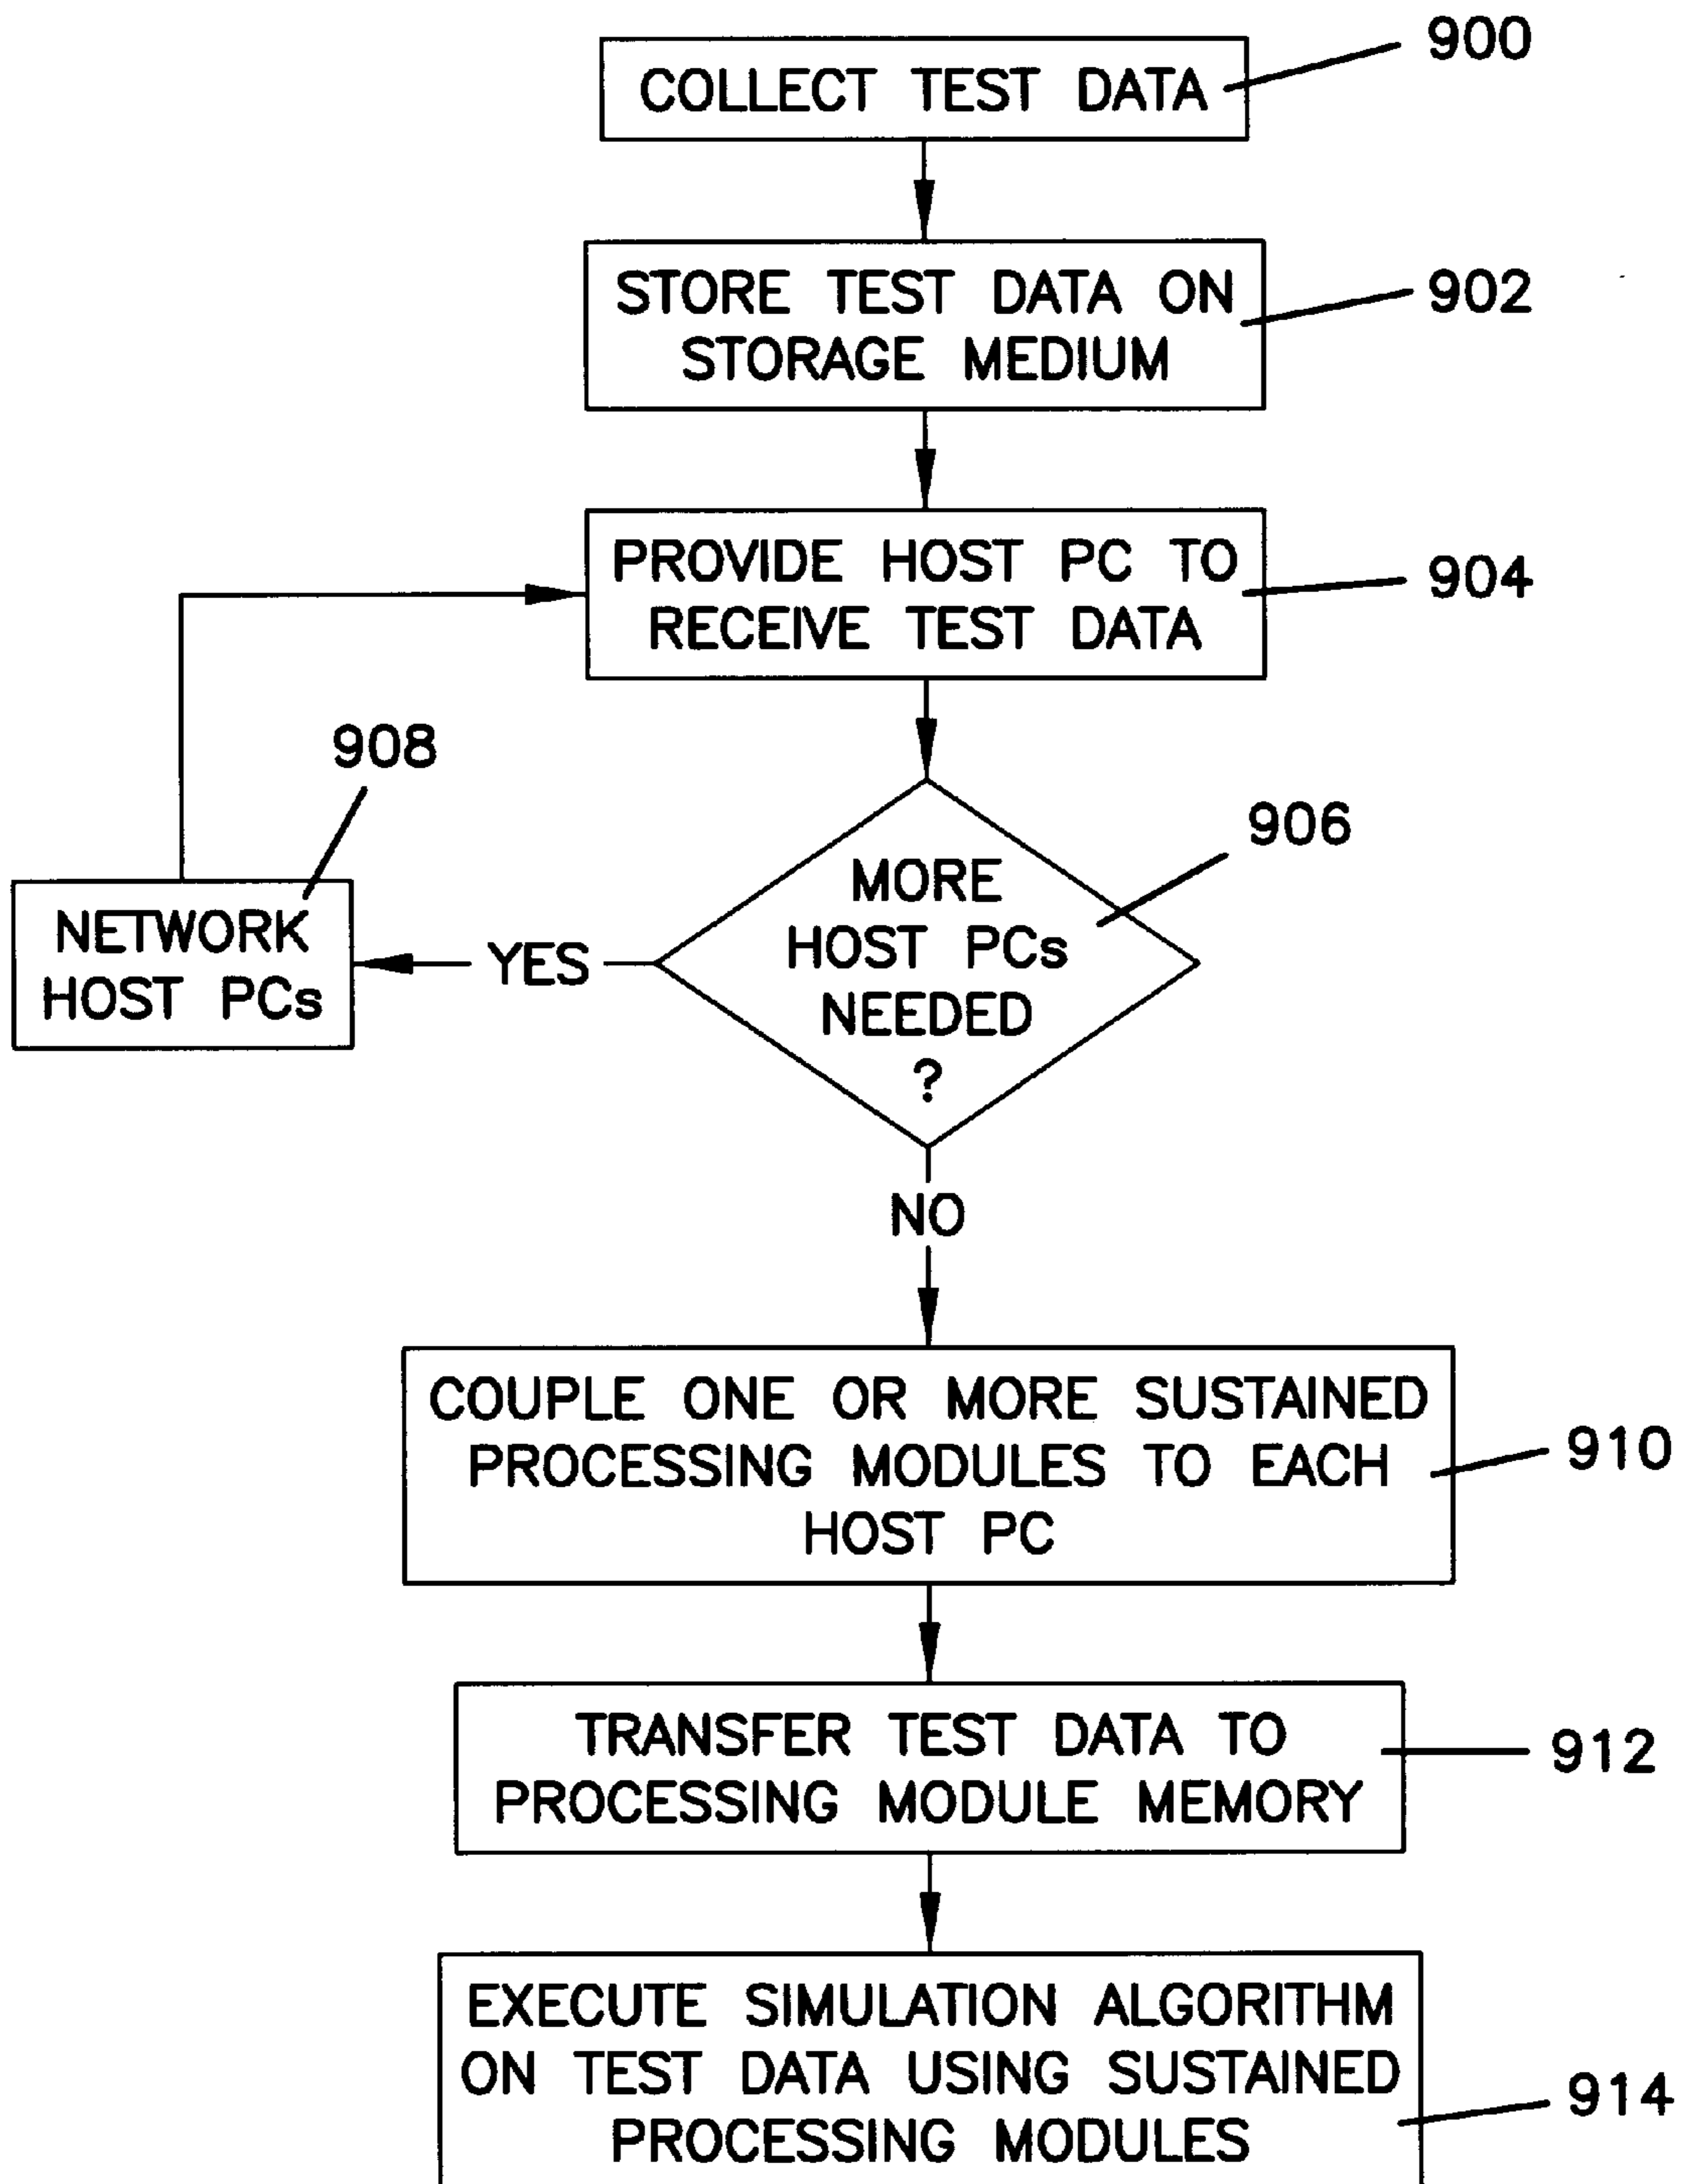 COLLECT TEST DATA
900
STORE TEST DATA ON
STORAGE MEDIUM
902
PROVIDE HOST PC TO
RECEIVE TEST DATA
904
908
906
MORE
HOST PCs
NEEDED
?
YES
NETWORK
HOST PCs
NO
COUPLE ONE OR MORE SUSTAINED
PROCESSING MODULES TO EACH
HOST PC
910
TRANSFER TEST DATA TO
PROCESSING MODULE MEMORY
912
EXECUTE SIMULATION ALGORITHM
ON TEST DATA USING SUSTAINED
PROCESSING MODULES
914